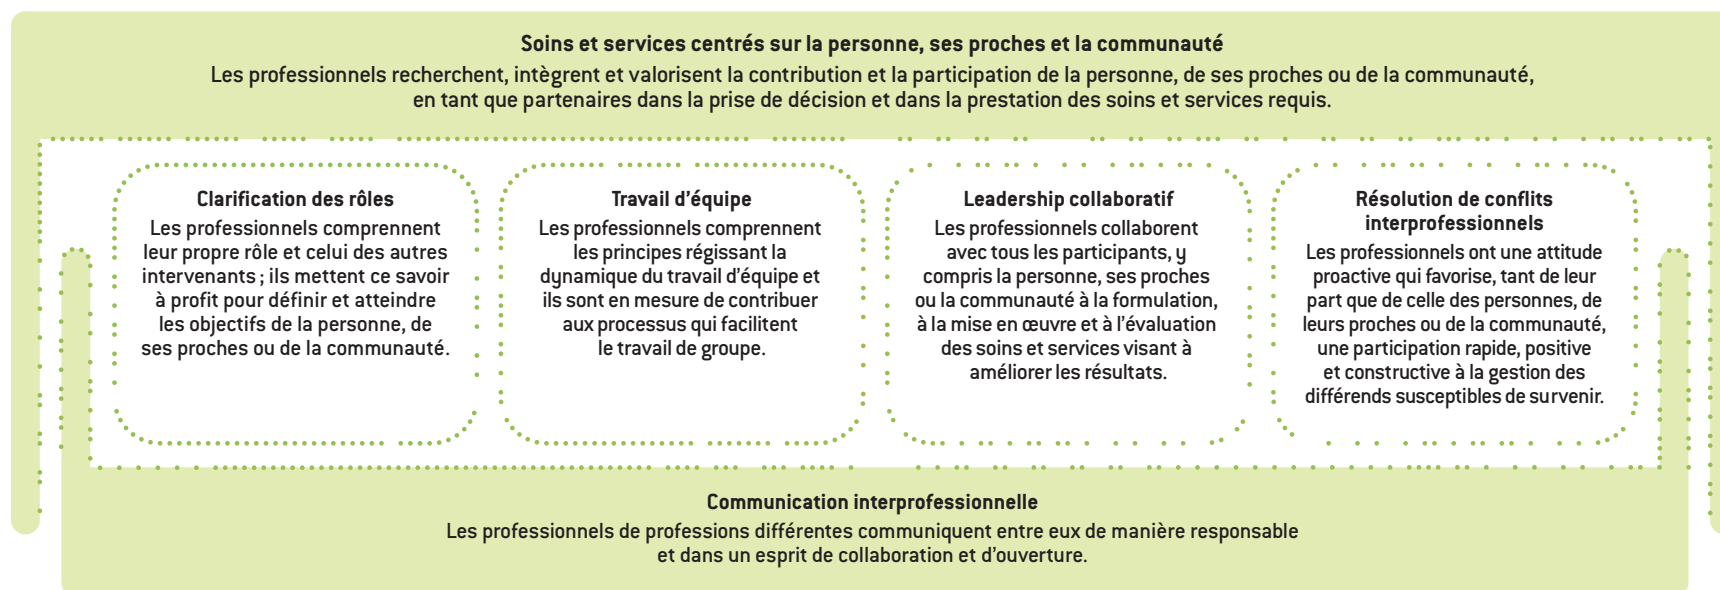 Soins et services centrés sur la personne, ses proches et la communauté
Les professionnels recherchent, intègrent et valorisent la contribution et la participation de la personne, de ses proches ou de la communauté,
en tant que partenaires dans la prise de décision et dans la prestation des soins et services requis.
Clarification des rôles
Les professionnels comprennent
leur propre rôle et celui des autres
intervenants ; ils mettent ce savoir
à profit pour définir et atteindre
les objectifs de la personne, de
ses proches ou de la communauté.
Travail d'équipe
Les professionnels comprennent
les principes régissant la
dynamique du travail d'équipe et
ils sont en mesure de contribuer
aux processus qui facilitent
le travail de groupe.
Leadership collaboratif
Les professionnels collaborent
avec tous les participants, y
compris la personne, ses proches
ou la communauté à la formulation,
à la mise en œuvre et à l'évaluation
des soins et services visant à
améliorer les résultats.
Résolution de conflits
interprofessionnels
Les professionnels ont une attitude
proactive qui favorise, tant de leur
part que de celle des personnes, de
leurs proches ou de la communauté,
une participation rapide, positive
et constructive à la gestion des
différends susceptibles de survenir.
Communication interprofessionnelle
Les professionnels de professions différentes communiquent entre eux de manière responsable
et dans un esprit de collaboration et d'ouverture.